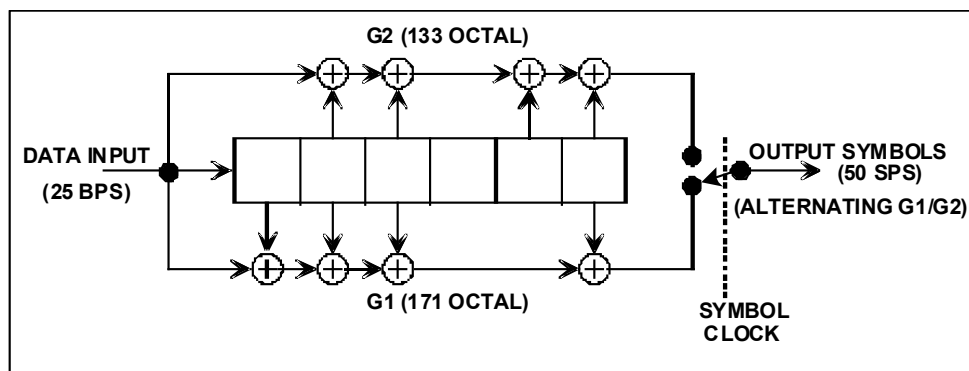 G2 (133 OCTAL)
DATA INPUT
(25 BPS)
OUTPUT SYMBOLS
(50 SPS)
(ALTERNATING G1/G2)
G1 (171 OCTAL)
SYMBOL
CLOCK